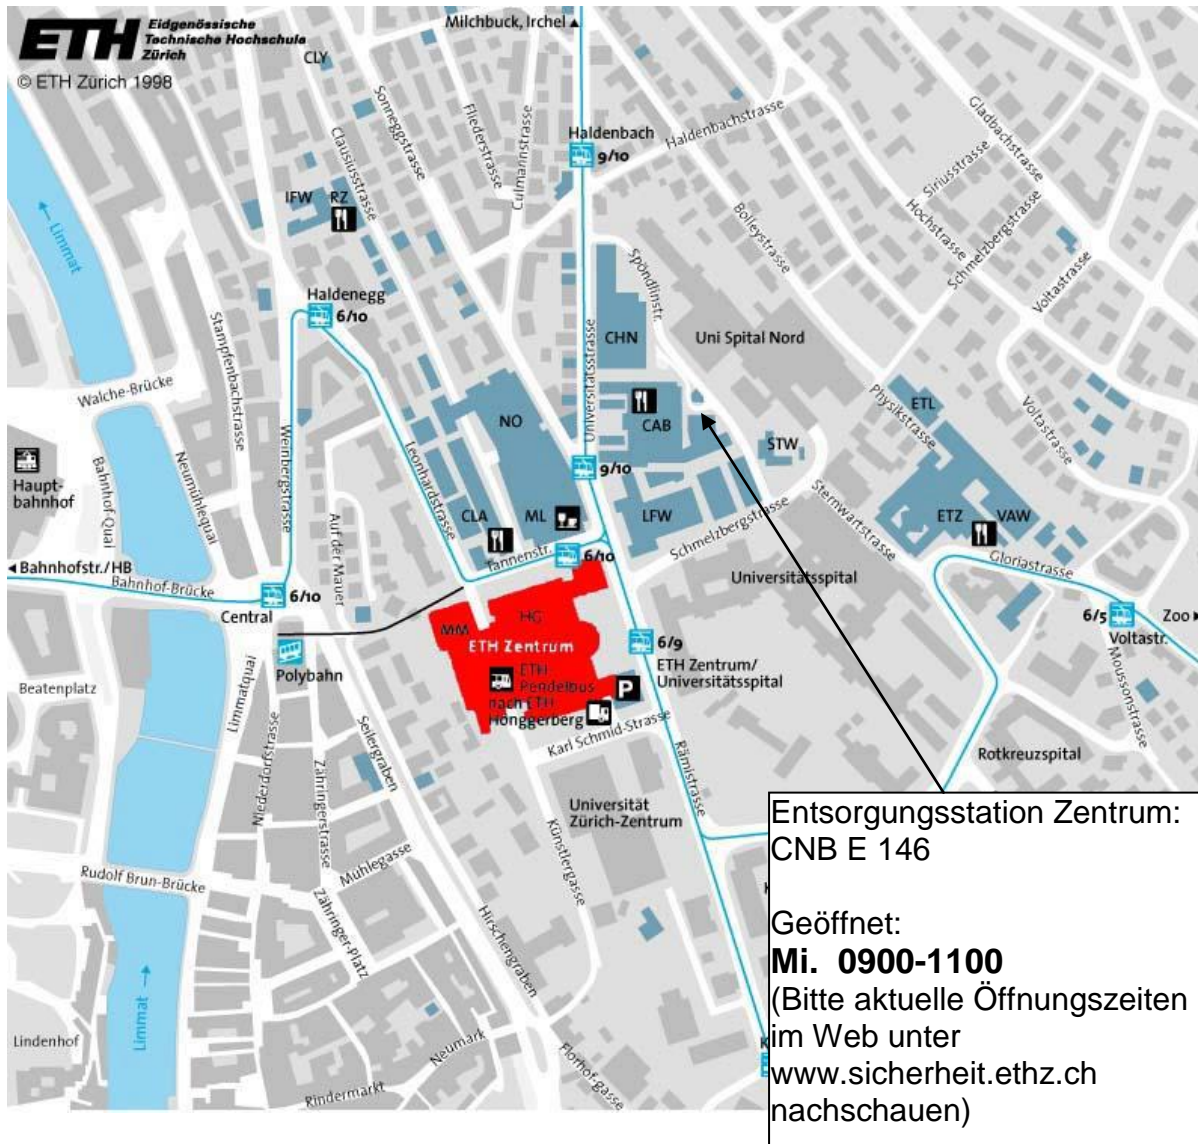 ETH Eidgenössische
Technische Hochschule
Zürich
© ETH Zürich 1998
CLY
Milchbuck, Irchel ▲
Sonneggstrasse
Fliederstrasse
Culmannstrasse
Clausiusstrasse
Haldenbach
9/10
Haldenbachstrasse
Gladbachstrasse
Siriusstrasse
Hochstrasse
Schmelzbergstrasse
Bolleystrasse
Voltastrasse
IFW RZ
← Limmat
Spöndlinstr.
Haldenegg
6/10
Stampfenbachstrasse
CHN
Uni Spital Nord
Universitätsstrasse
Walche-Brücke
NO
CAB
Physikstrasse
ETL
Voltastrasse
Weinbergstrasse
Leonhardstrasse
STW
9/10
Haupt-
bahnhof
Bahnhof-Quai
Neumühlequai
Auf der Mauer
CLA
ML
LFW
Schmelzbergstrasse
Sternwartstrasse
ETZ
VAW
Tannenstr.
6/10
Gloriastrasse
◄ Bahnhofstr./HB
Bahnhof-Brücke
Central
6/10
Universitätsspital
6/5
Voltastr.
Zoo ►
HG
MM
ETH Zentrum
6/9
ETH Zentrum/
Universitätsspital
Polybahn
ETH
Pendelbus
nach ETH
Hönggerberg
P
Karl Schmid-Strasse
Beatenplatz
Limmatquai
Niederdorfstrasse
Zähringerstrasse
Seilergraben
Moussonstrasse
Rotkreuzspital
Rämistrasse
Universität
Zürich-Zentrum
Künstlergasse
Rudolf Brun-Brücke
Mühlegasse
Zähringer-Platz
Hirschengraben
Limmat →
Lindenhof
Neumarkt
Rindermarkt
Florhof-gasse
K
K
Entsorgungsstation Zentrum:
CNB E 146
Geöffnet:
Mi. 0900-1100
(Bitte aktuelle Öffnungszeiten
im Web unter
www.sicherheit.ethz.ch
nachschauen)